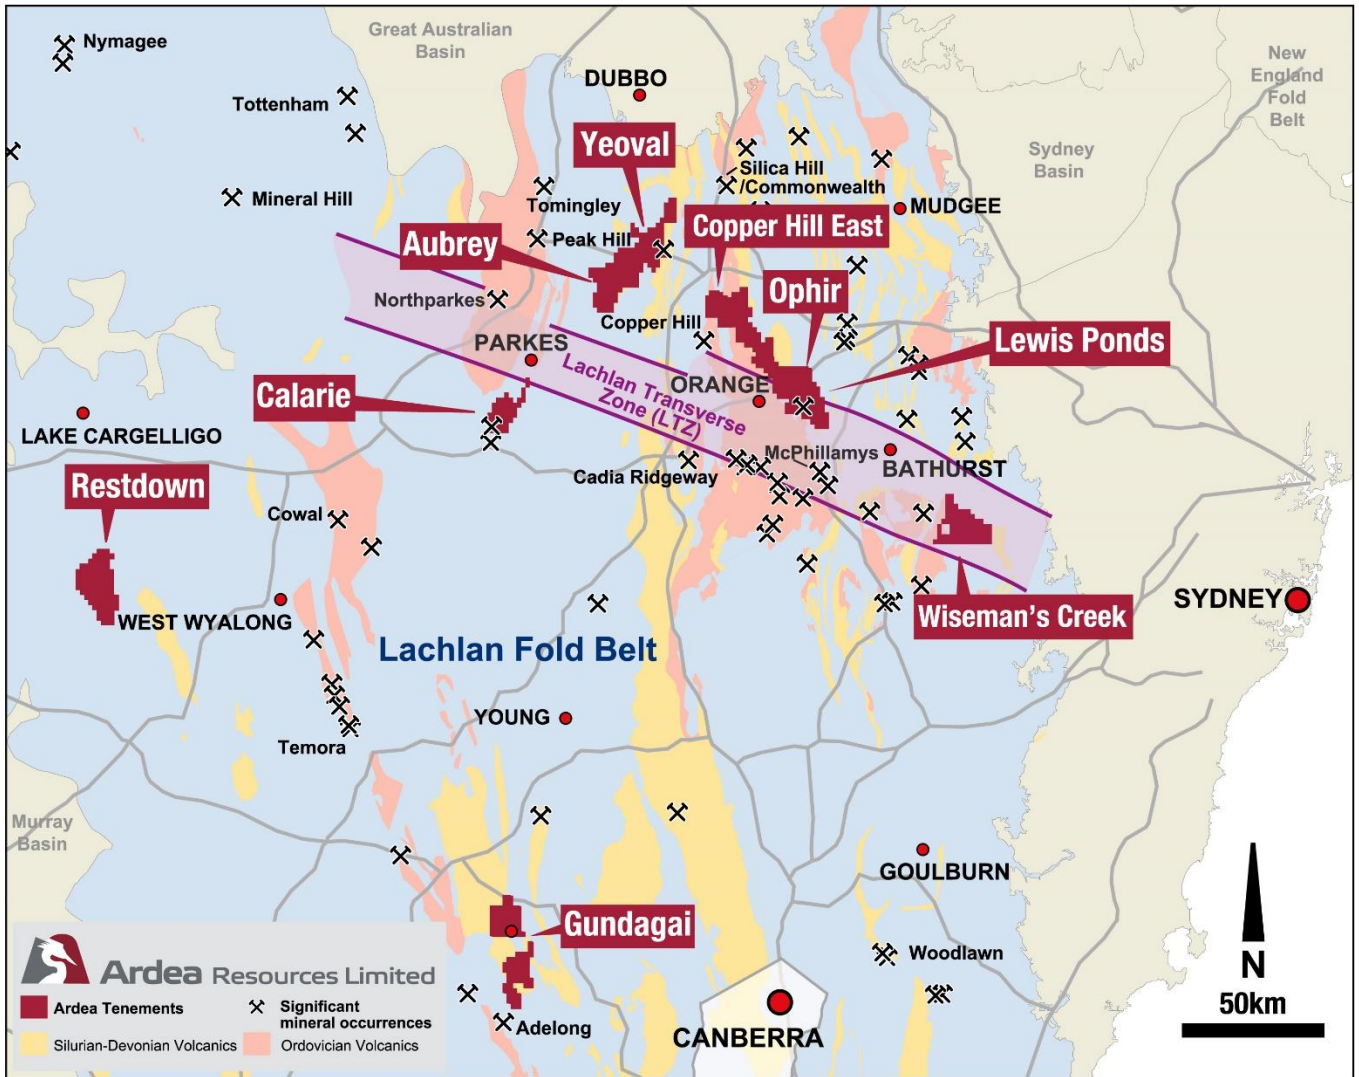 Nymagee
Great Australian
Basin
New
England
Fold
Belt
DUBBO
Tottenham
Yeoval
Sydney
Basin
Silica Hill
/Commonwealth
Mineral Hill
Tomingley
MUDGEE
Copper Hill East
Aubrey
Peak Hill
Ophir
Northparkes
Copper Hill
Lewis Ponds
PARKES
Lachlan Transverse
Zone (LTZ)
ORANGE
Calarie
LAKE CARGELLIGO
McPhillamys
BATHURST
Cadia Ridgeway
Restdown
Cowal
SYDNEY
WEST WYALONG
Wiseman's Creek
Lachlan Fold Belt
YOUNG
Temora
Murray
Basin
GOULBURN
Gundagai
Woodlawn
Adelong
CANBERRA
N
50km
Ardea Resources Limited
Ardea Tenements
Significant
mineral occurrences
Silurian-Devonian Volcanics
Ordovician Volcanics